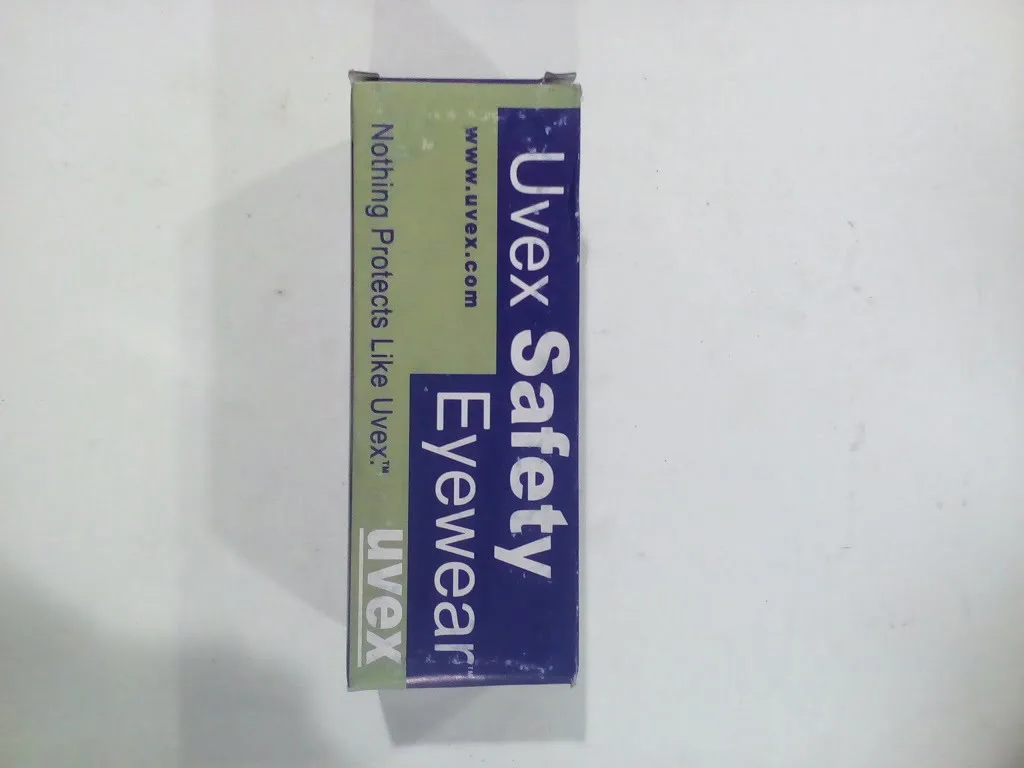 Uvex Safety
Eyewear™
www.uvex.com
Nothing Protects Like Uvex.™
uvex